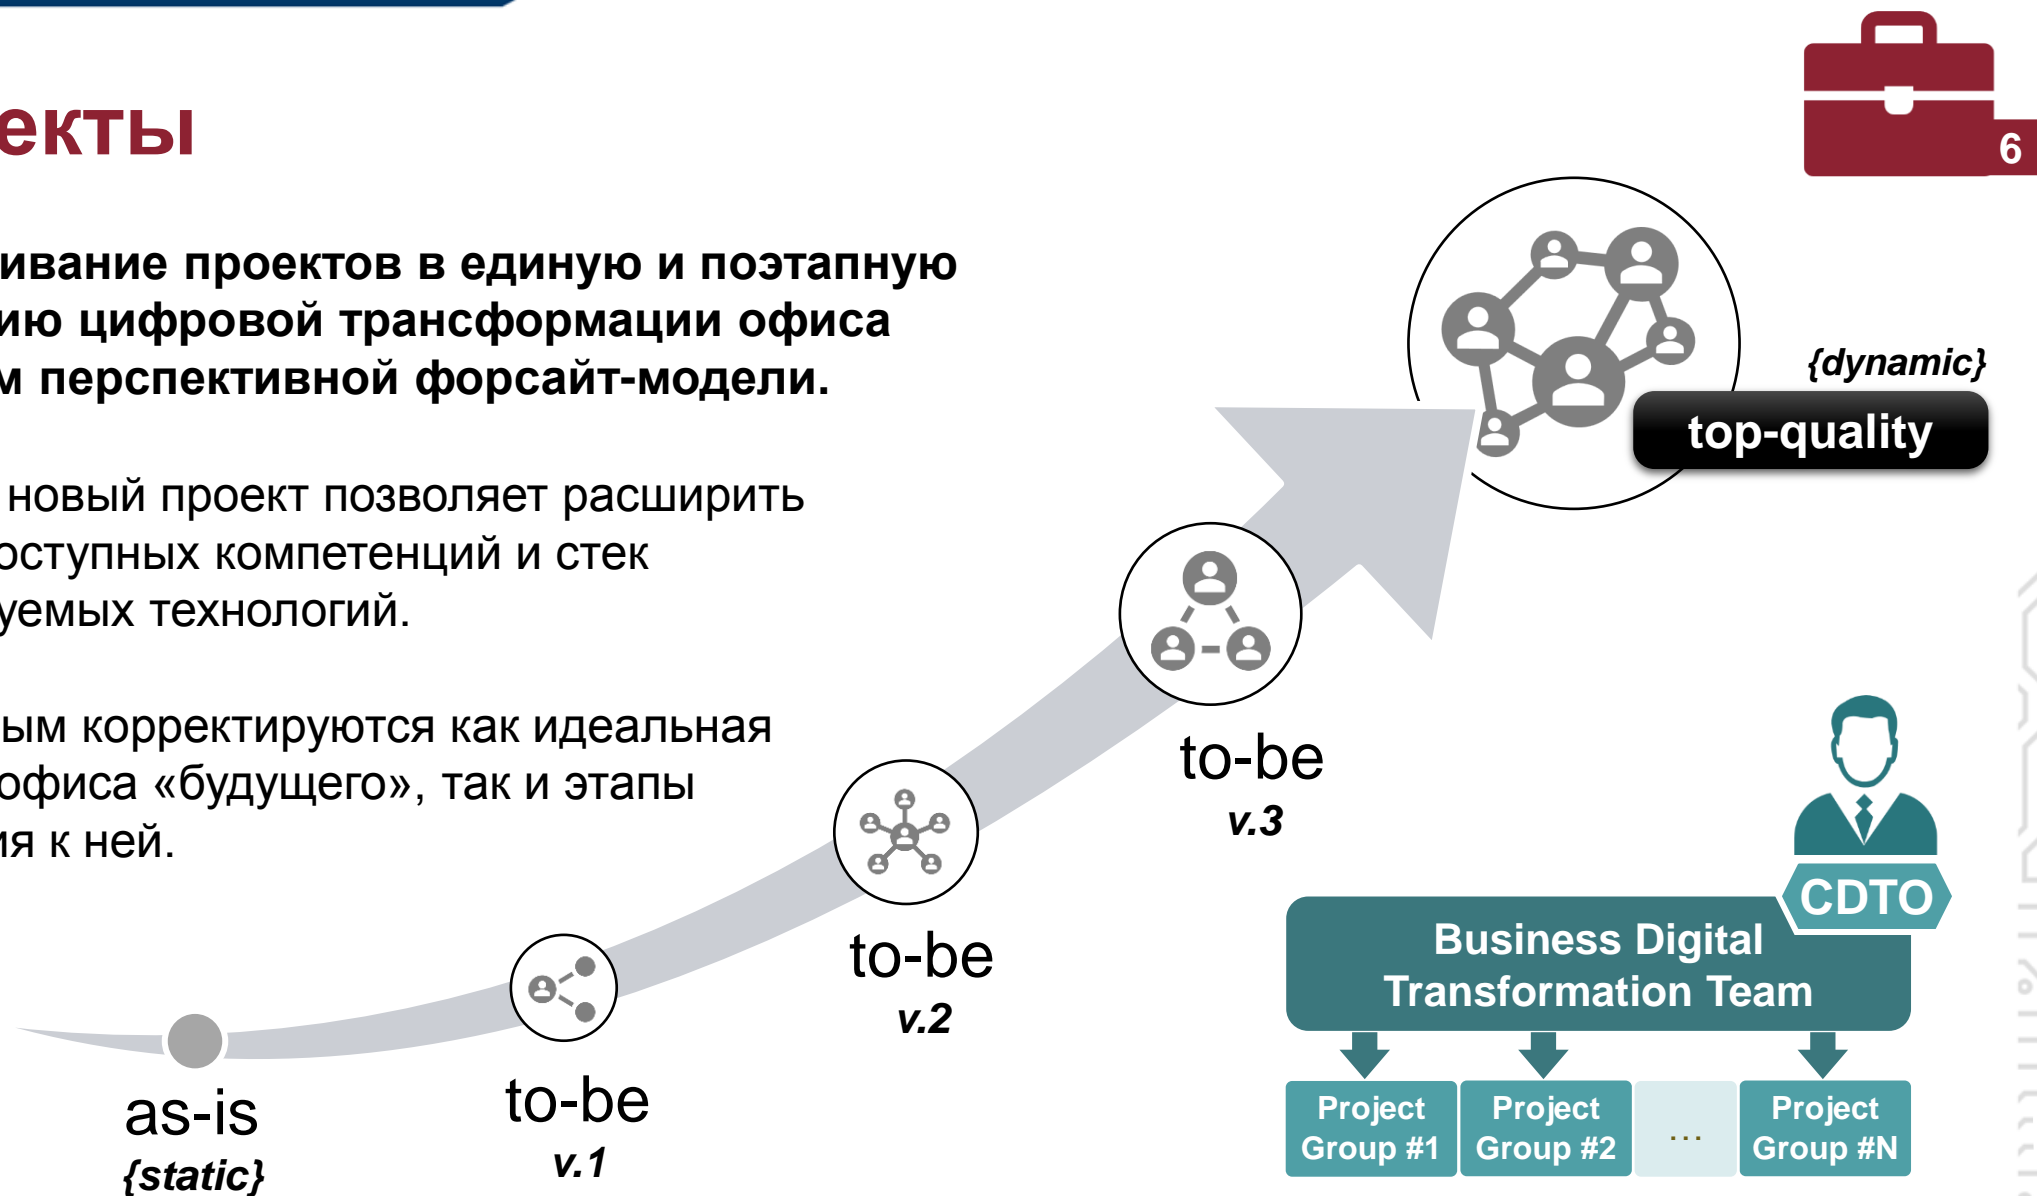 екты
6
ивание проектов в единую и поэтапную
ию цифровой трансформации офиса
м перспективной форсайт-модели.
новый проект позволяет расширить
оступных компетенций и стек
уемых технологий.
ым корректируются как идеальная
офиса «будущего», так и этапы
ия к ней.
{dynamic}
top-quality
to-be
v.3
to-be
v.2
to-be
v.1
as-is
{static}
CDTO
Business Digital
Transformation Team
Project
Group #1
Project
Group #2
...
Project
Group #N